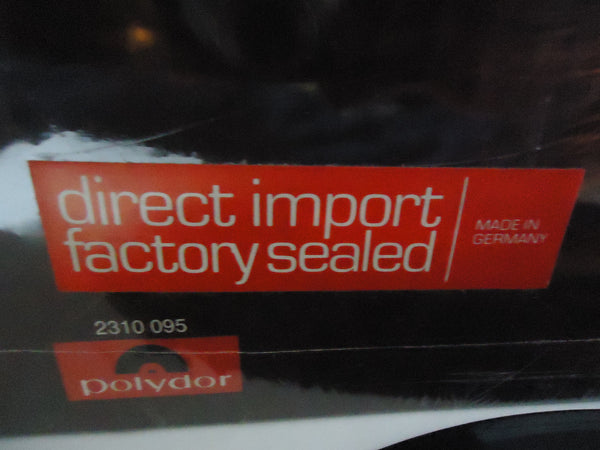 direct import
factory sealed
MADE IN
GERMANY
2310 095
polydor